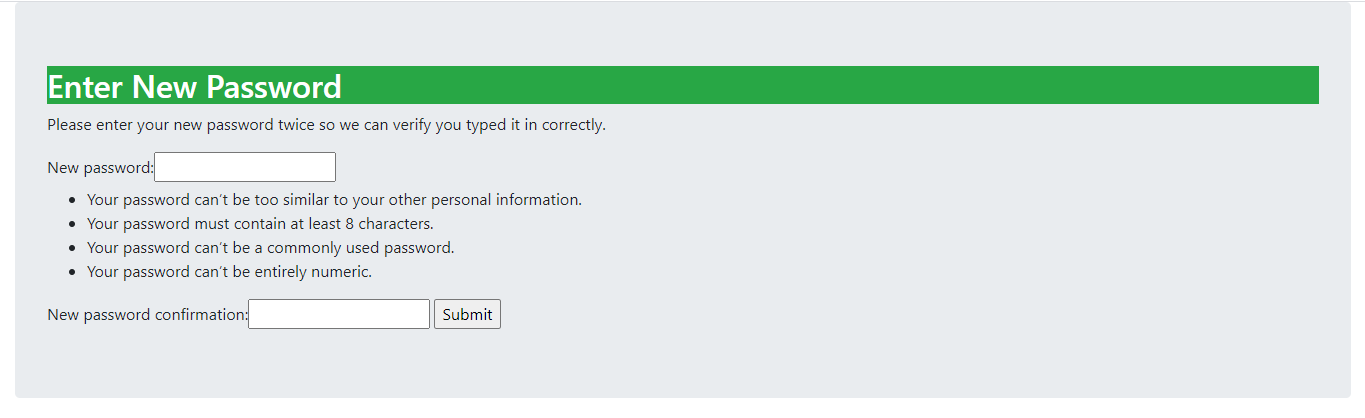 Enter New Password
Please enter your new password twice so we can verify you typed it in correctly.
New password:
• Your password can't be too similar to your other personal information.
• Your password must contain at least 8 characters.
• Your password can't be a commonly used password.
• Your password can't be entirely numeric.
New password confirmation: Submit